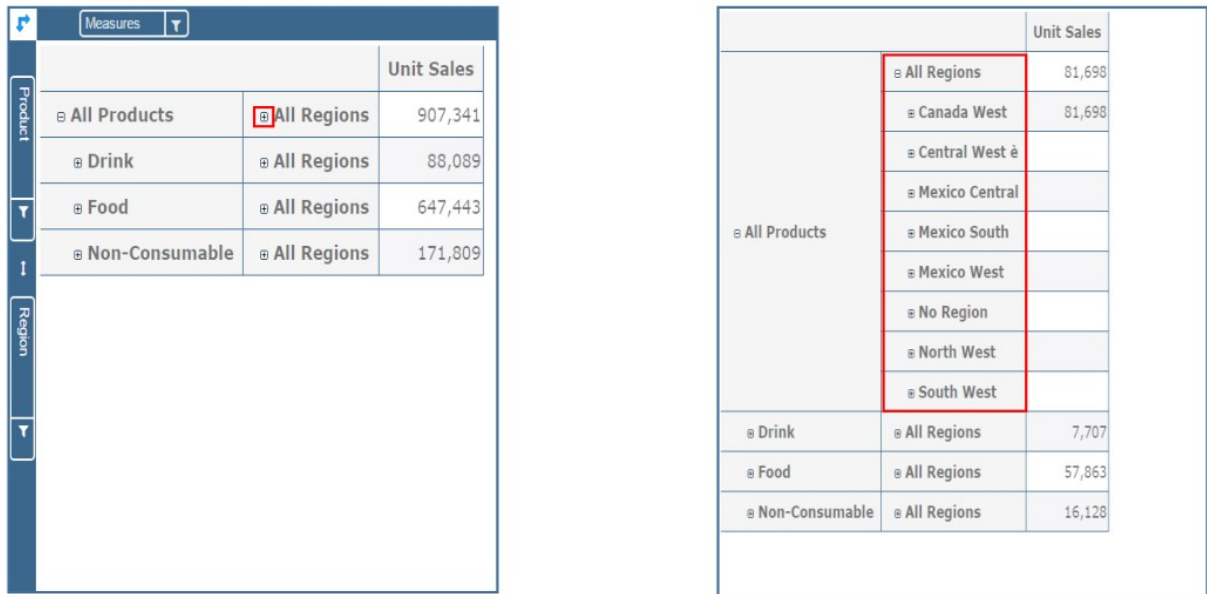 Measures
Product
Region
Unit Sales
All Products All Regions 907,341
Drink All Regions 88,089
Food All Regions 647,443
Non-Consumable All Regions 171,809
Unit Sales
All Regions 81,698
Canada West 81,698
Central West è
Mexico Central
All Products Mexico South
Mexico West
No Region
North West
South West
Drink All Regions 7,707
Food All Regions 57,863
Non-Consumable All Regions 16,128